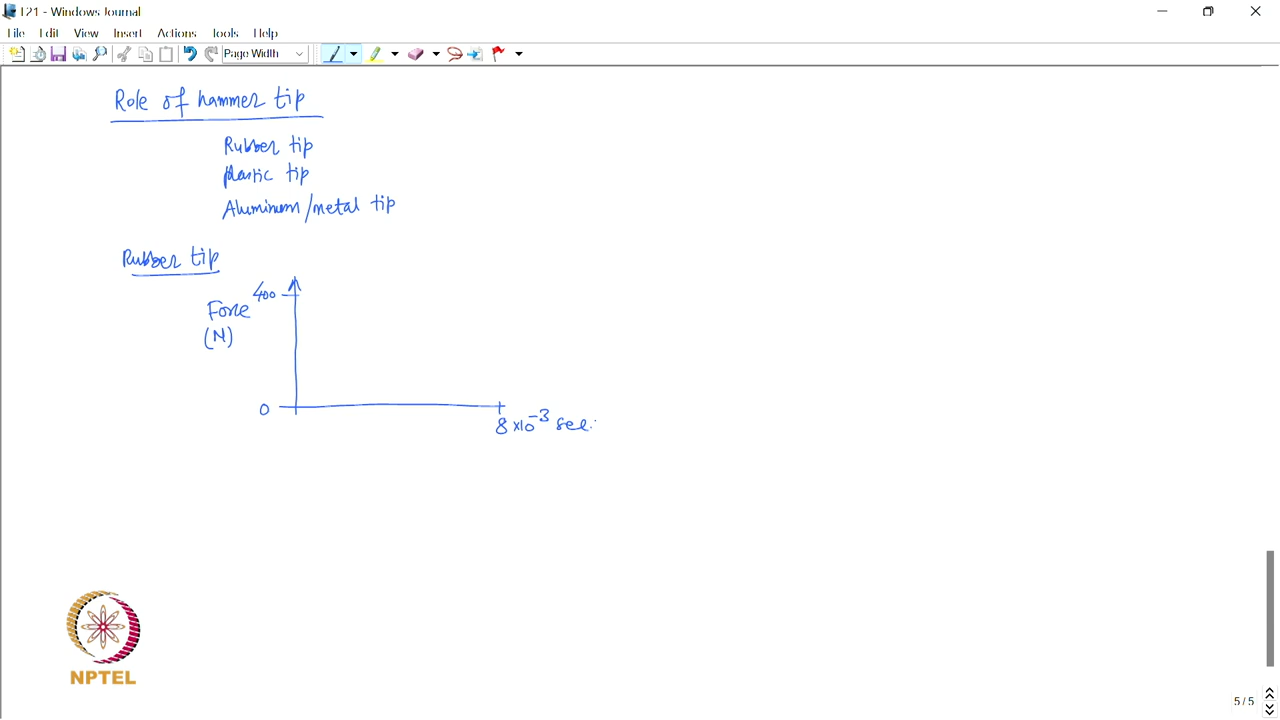 L21 - Windows Journal
File Edit View Insert Actions Tools Help
Page Width
Role of hammer tip
Rubber tip
plastic tip
Aluminum/metal tip
Rubber tip
400
Force
(N)
0
8 x10^-3 sec.
NPTEL
5 / 5